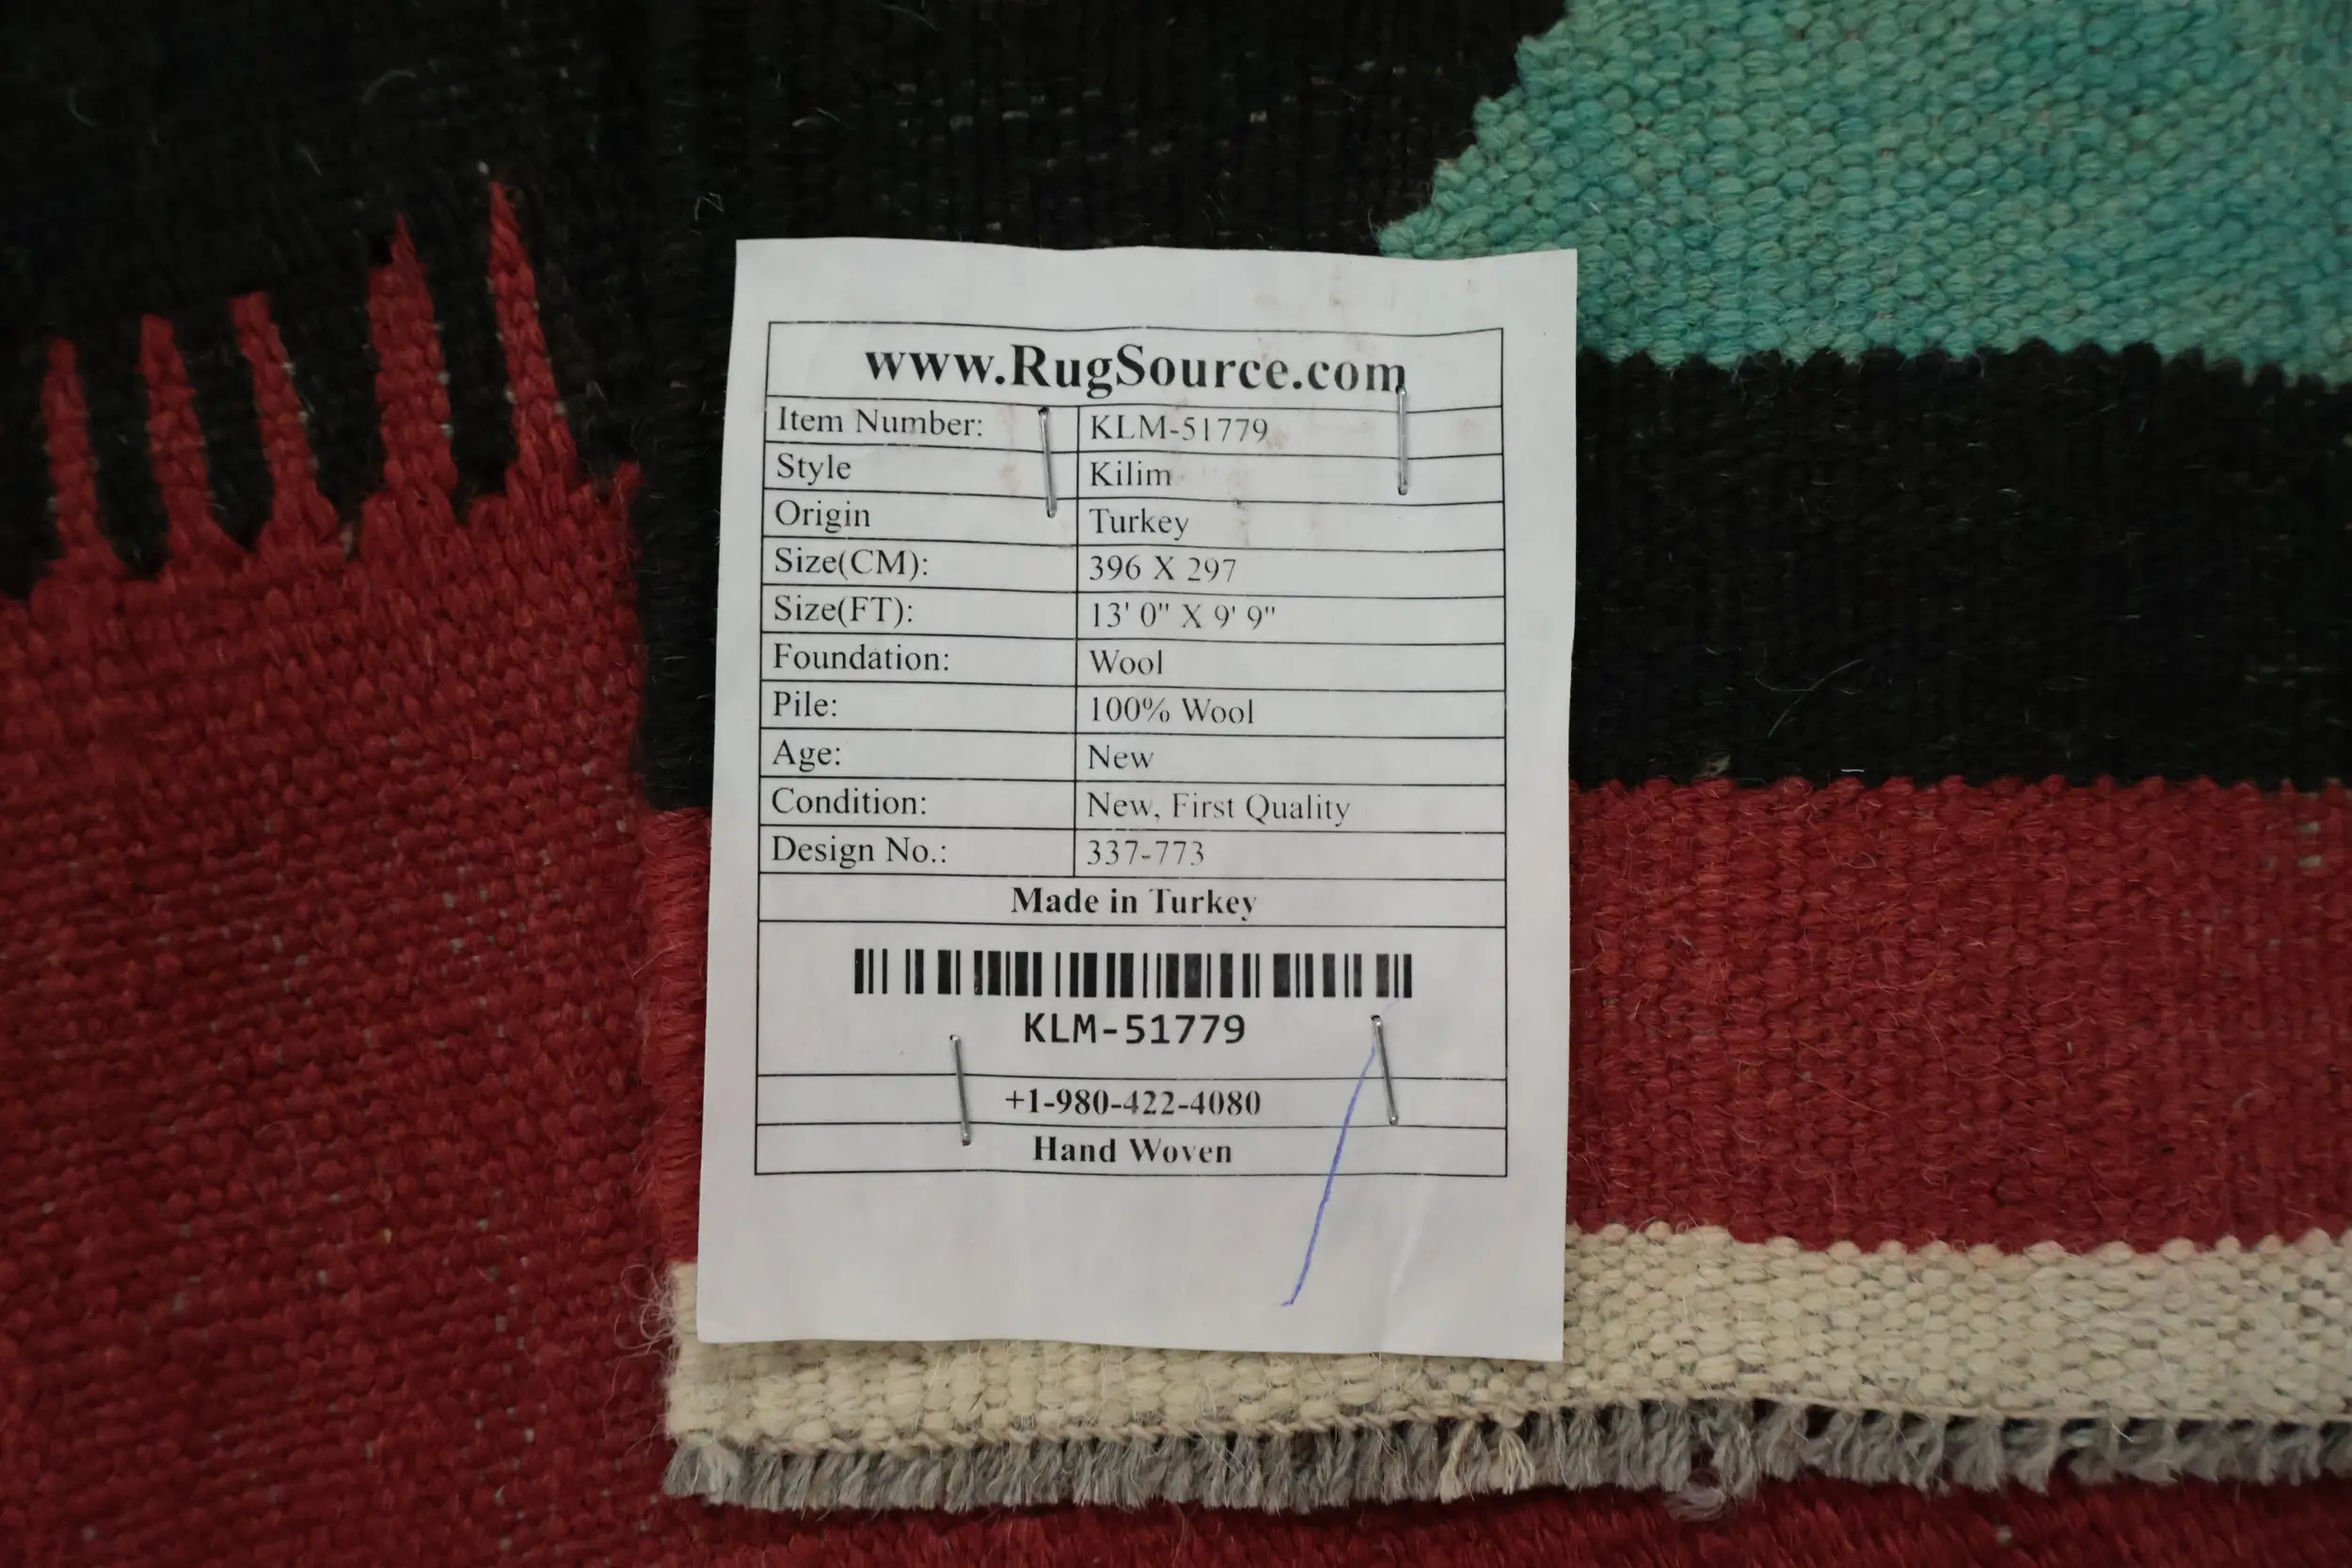 www.RugSource.com
Item Number: KLM-51779
Style Kilim
Origin Turkey
Size(CM): 396 X 297
Size(FT): 13' 0" X 9' 9"
Foundation: Wool
Pile: 100% Wool
Age: New
Condition: New, First Quality
Design No.: 337-773
Made in Turkey
KLM-51779
+1-980-422-4080
Hand Woven